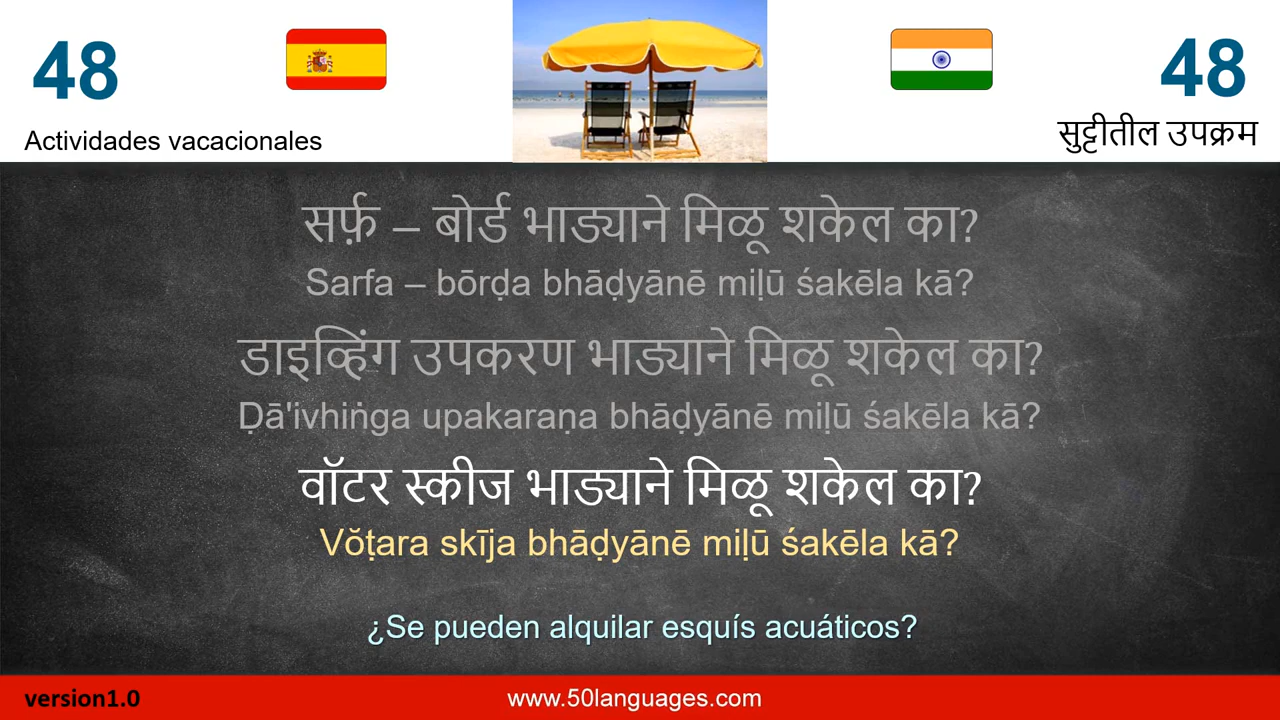 48
48
Actividades vacacionales
सुट्टीतील उपक्रम
सर्फ़ – बोर्ड भाड्याने मिळू शकेल का?
Sarfa – bōrḍa bhāḍyānē miḷū śakēla kā?
डाइव्हिंग उपकरण भाड्याने मिळू शकेल का?
Ḍā'ivhiṅga upakaraṇa bhāḍyānē miḷū śakēla kā?
वॉटर स्कीज भाड्याने मिळू शकेल का?
Vŏṭara skīja bhāḍyānē miḷū śakēla kā?
¿Se pueden alquilar esquís acuáticos?
version1.0
www.50languages.com